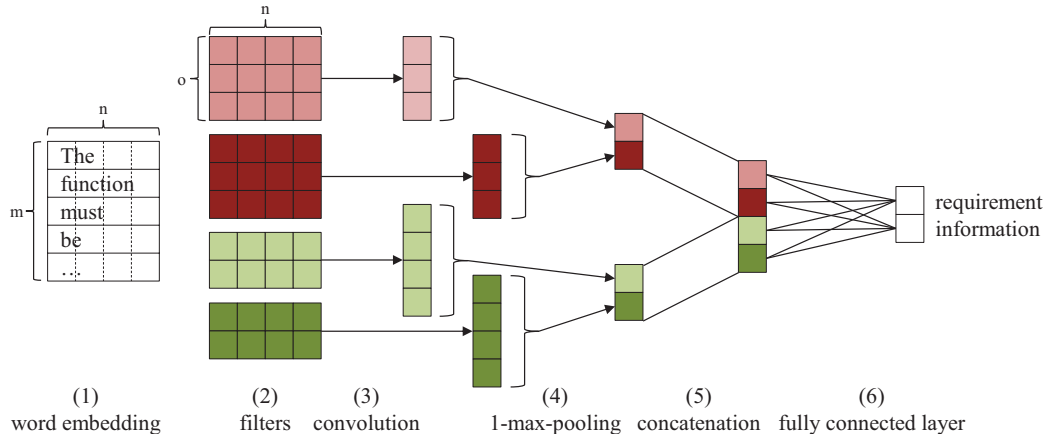 n
o
n
m
The
function
must
be
...
requirement
information
(1)
word embedding
(2)
filters
(3)
convolution
(4)
1-max-pooling
(5)
concatenation
(6)
fully connected layer